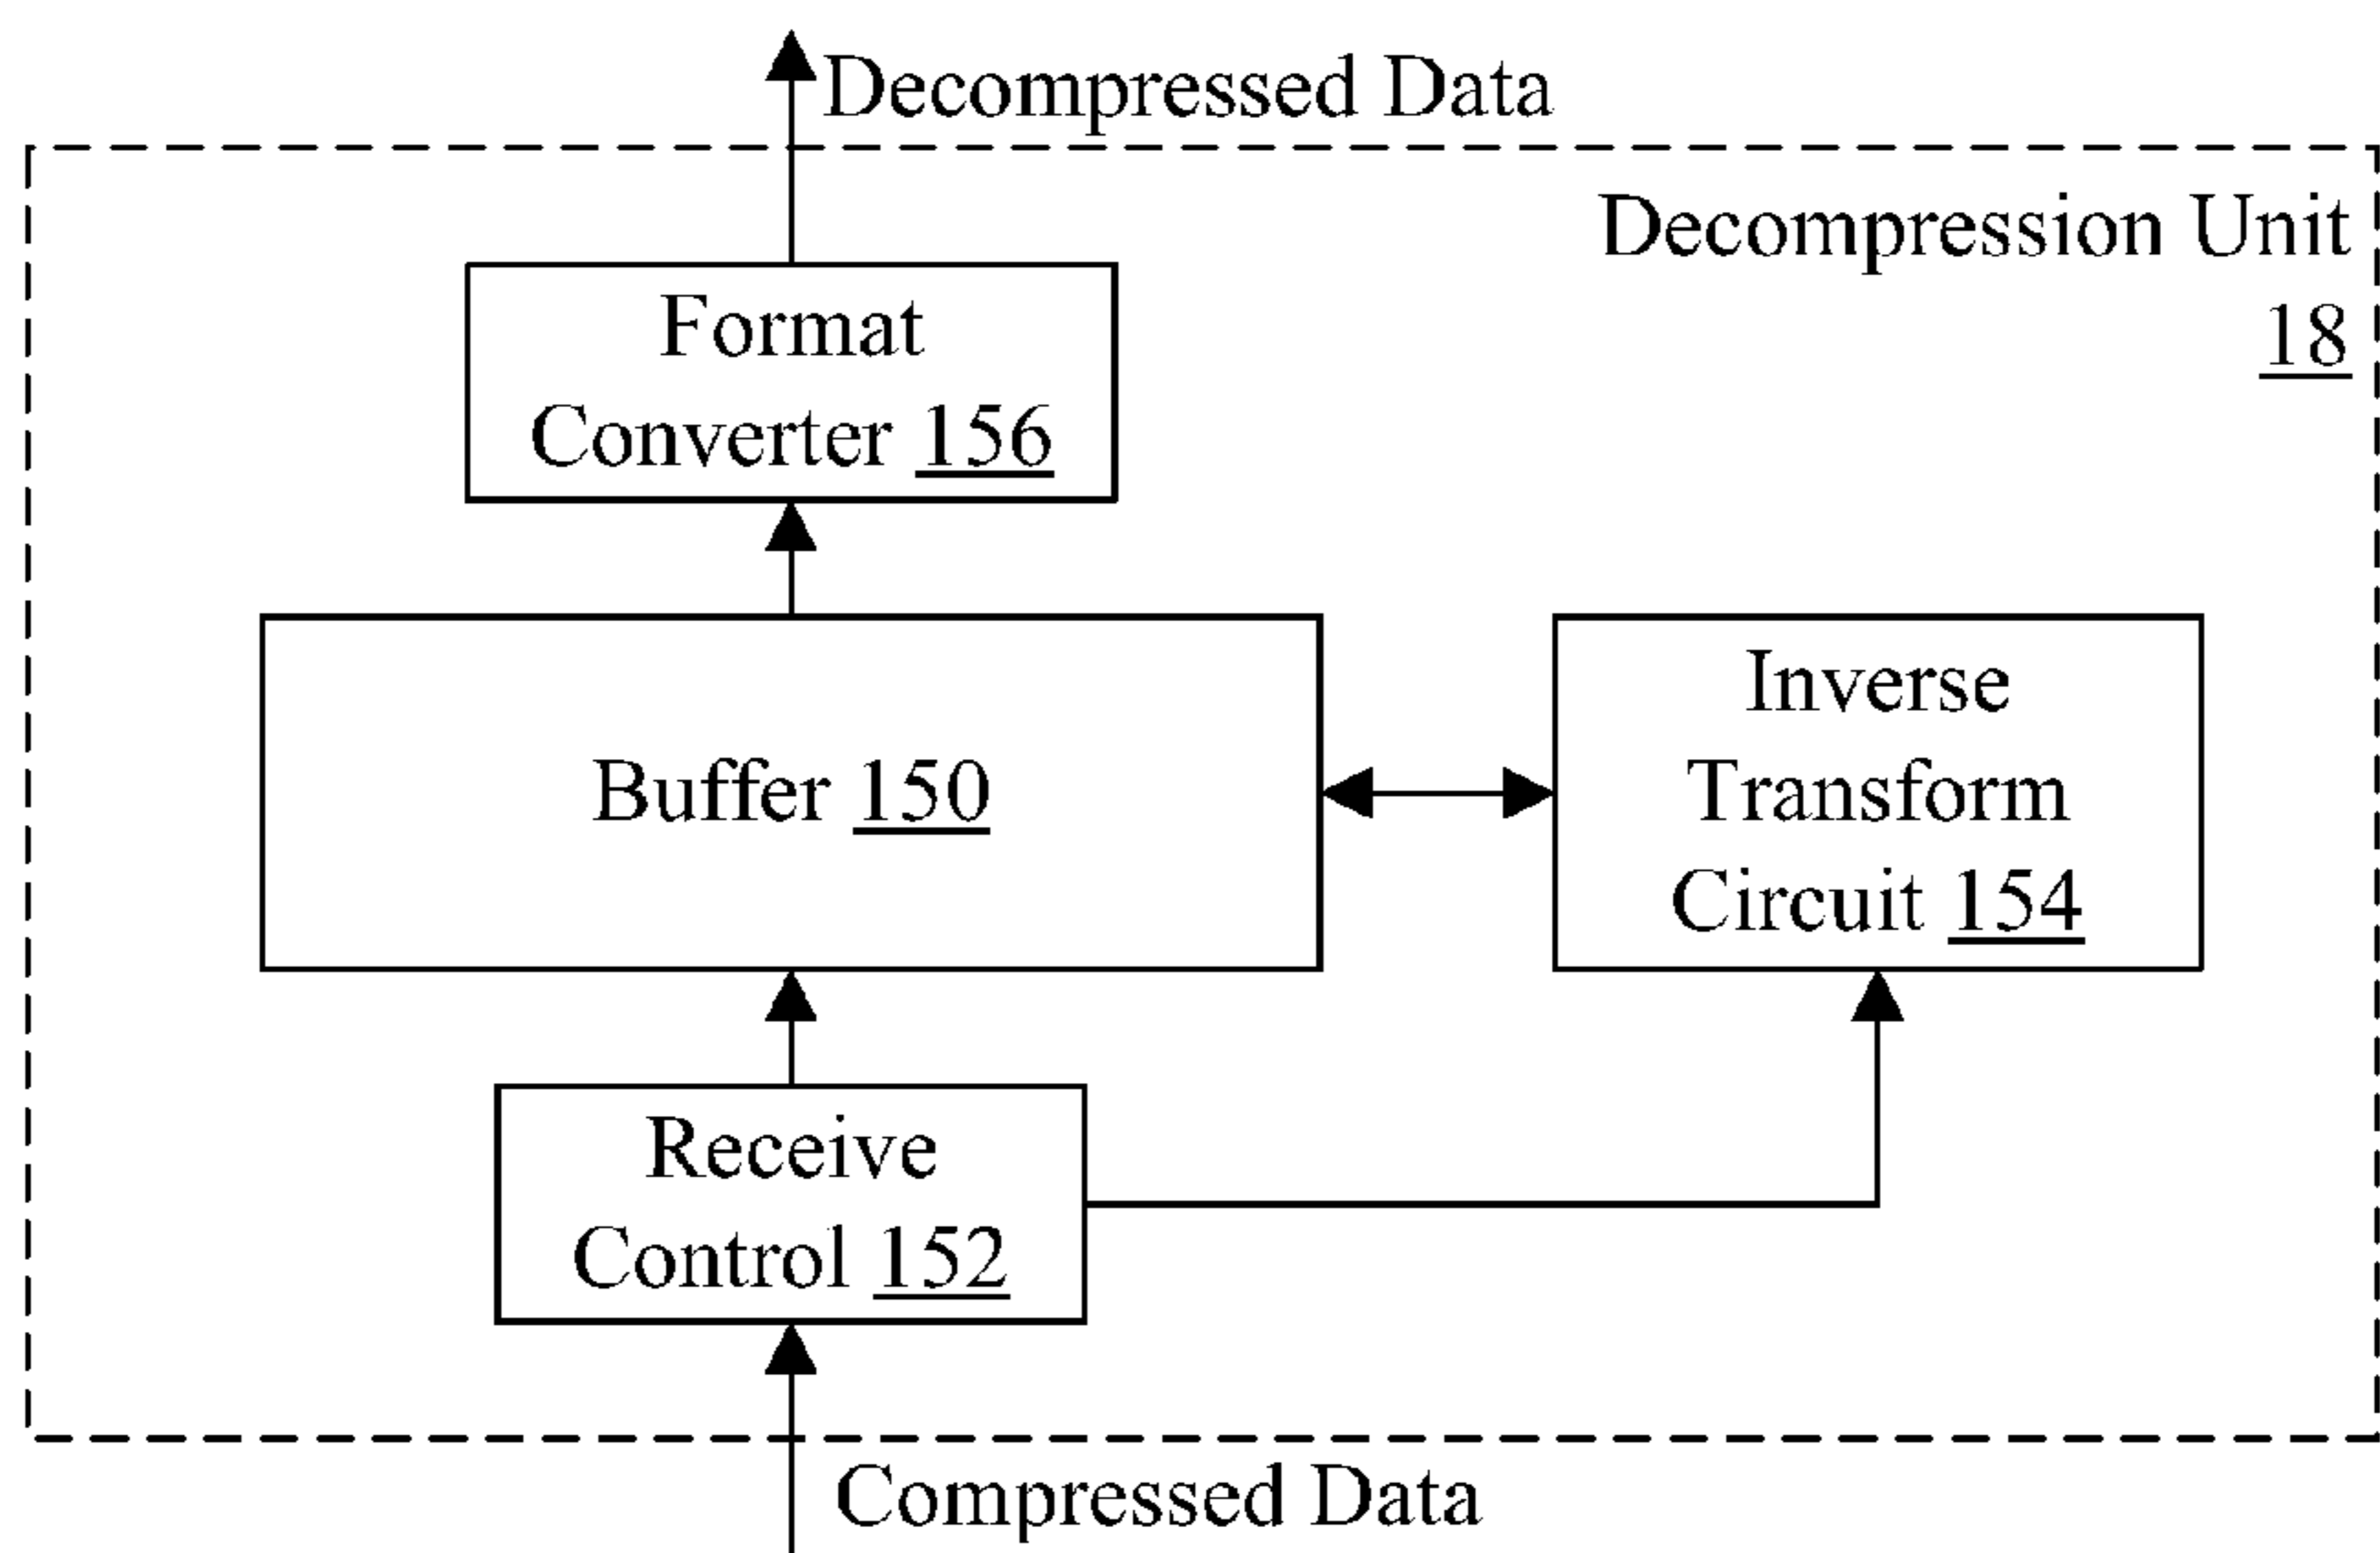 Decompressed Data
Decompression Unit
18
Format
Converter 156
Buffer 150
Inverse
Transform
Circuit 154
Receive
Control 152
Compressed Data